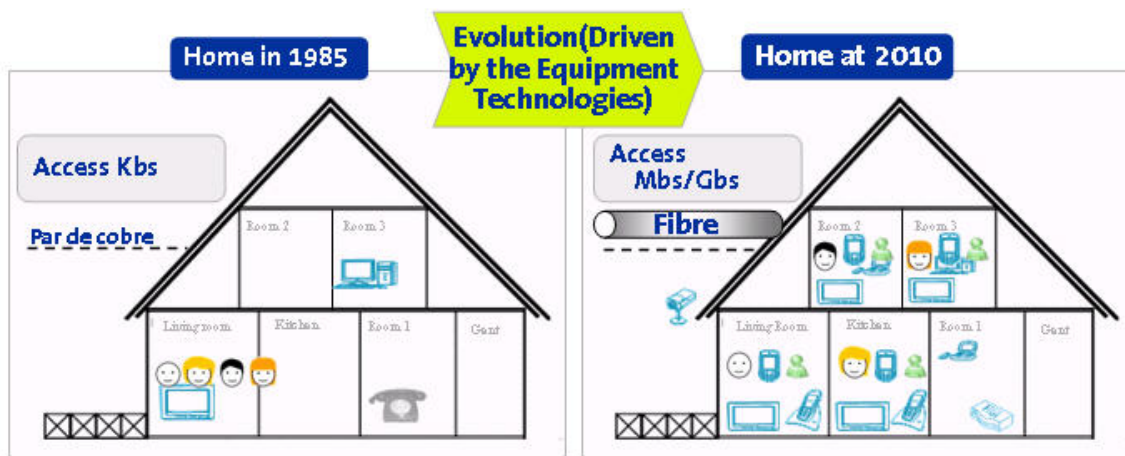 Home in 1985
Evolution(Driven
by the Equipment
Technologies)
Home at 2010
Access Kbs
Par de cobre
Room 2
Room 3
Living room
Kitchen
Room 1
Access
Mbs/Gbs
Fibre
Room 2
Room 3
Living Room
Kitchen
Room 1